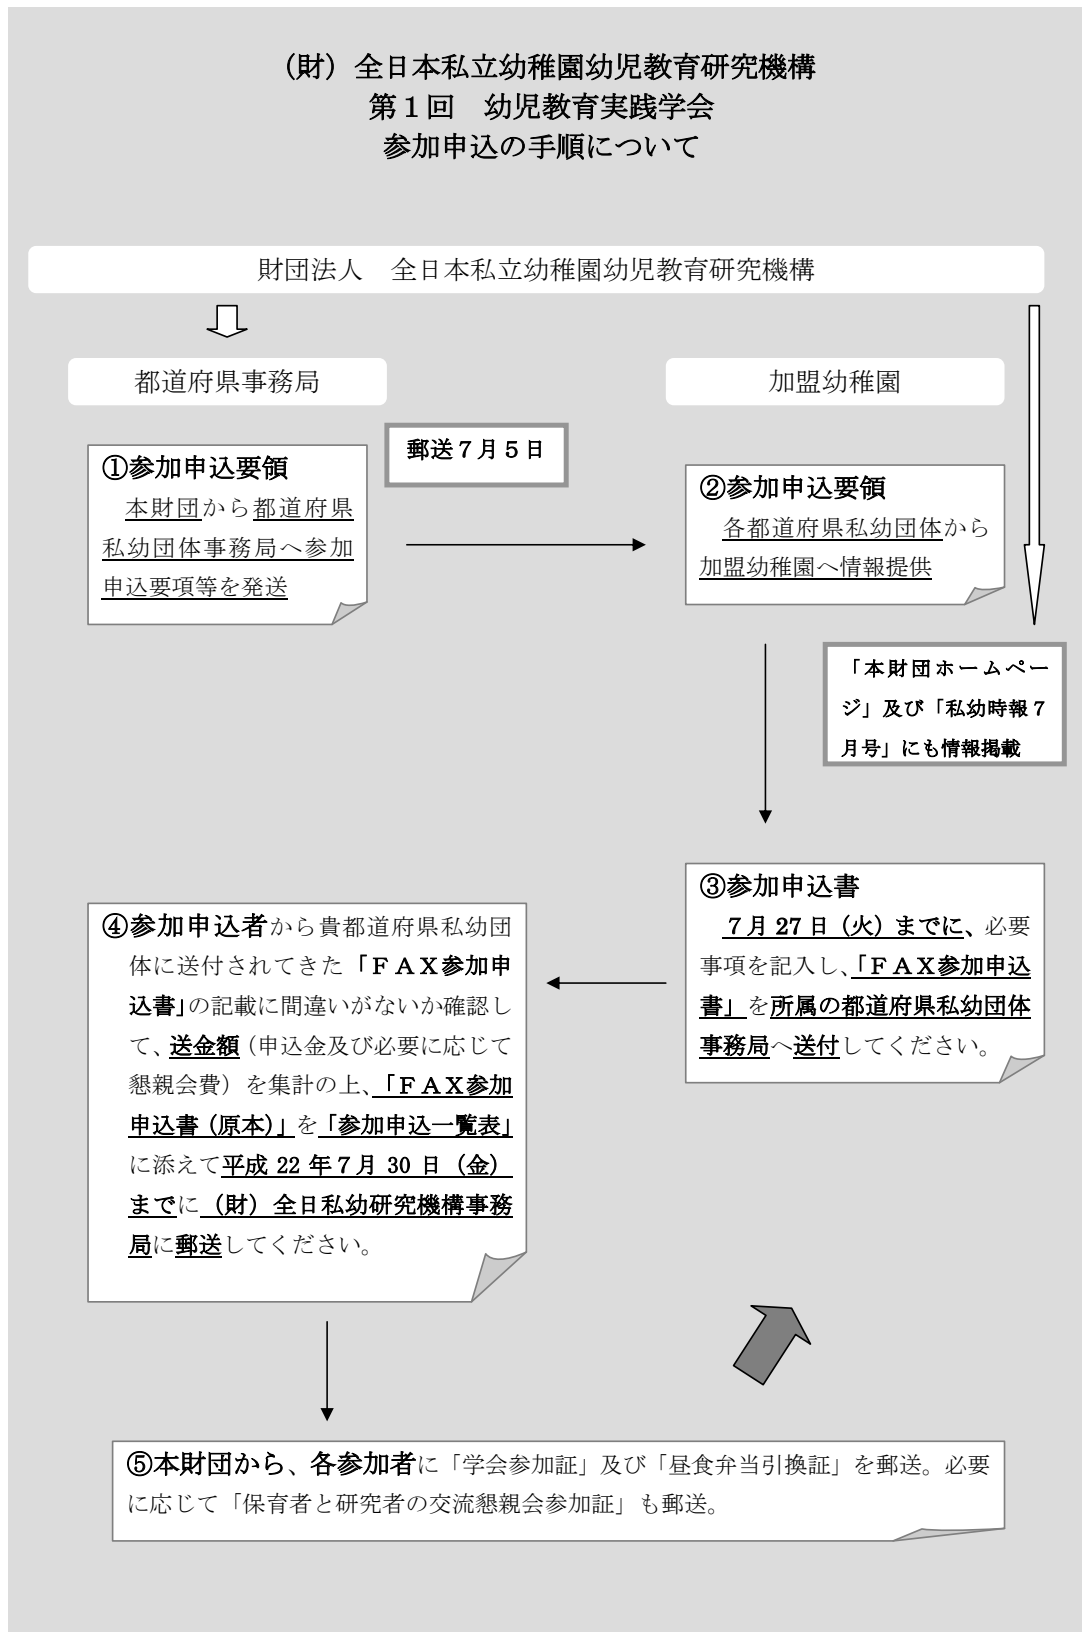 （財）全日本私立幼稚園幼児教育研究機構
第１回　幼児教育実践学会
参加申込の手順について
財団法人　全日本私立幼稚園幼児教育研究機構
都道府県事務局
加盟幼稚園
郵送７月５日
①参加申込要領
本財団から都道府県
私幼団体事務局へ参加
申込要項等を発送
②参加申込要領
各都道府県私幼団体から
加盟幼稚園へ情報提供
「本財団ホームペー
ジ」及び「私幼時報７
月号」にも情報掲載
③参加申込書
７月 27 日（火）までに、必要
事項を記入し、「ＦＡＸ参加申込
書」を所属の都道府県私幼団体
事務局へ送付してください。
④参加申込者から貴都道府県私幼団
体に送付されてきた「ＦＡＸ参加申
込書」の記載に間違いがないか確認し
て、送金額（申込金及び必要に応じて
懇親会費）を集計の上、「ＦＡＸ参加
申込書（原本）」を「参加申込一覧表」
に添えて平成 22 年７月 30 日（金）
までに（財）全日私幼研究機構事務
局に郵送してください。
⑤本財団から、各参加者に「学会参加証」及び「昼食弁当引換証」を郵送。必要
に応じて「保育者と研究者の交流懇親会参加証」も郵送。